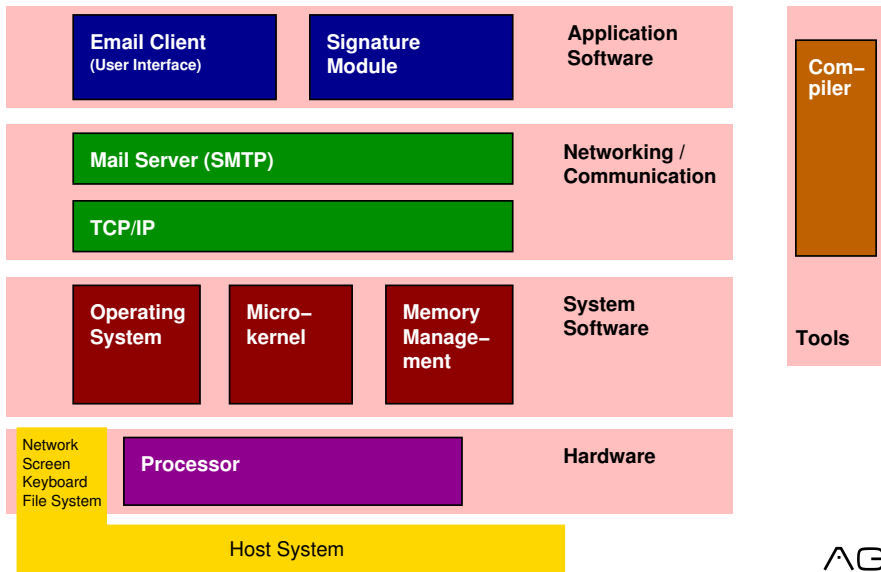 Email Client
(User Interface)
Signature
Module
Application
Software
Mail Server (SMTP)
Networking /
Communication
TCP/IP
Operating
System
Micro–
kernel
Memory
Manage–
ment
System
Software
Network
Screen
Keyboard
File System
Processor
Hardware
Host System
Com–
piler
Tools